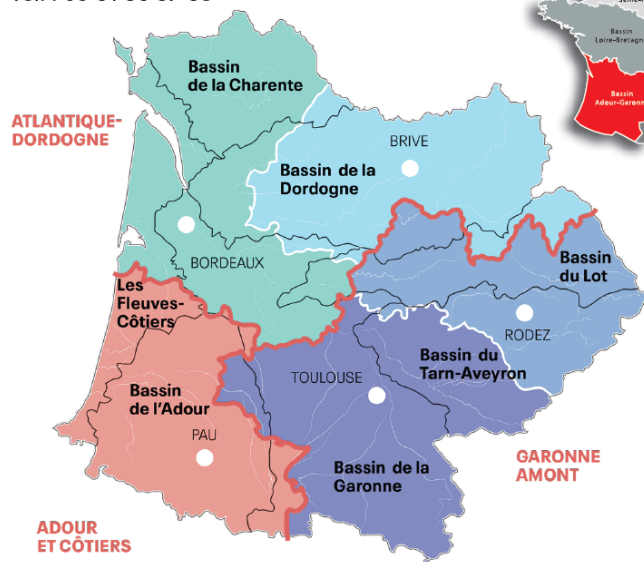 Bassin
de la Charente
ATLANTIQUE-
DORDOGNE
Bassin
Loire-Bretagne
Bassin
Adour-Garonne
BRIVE
Bassin de la
Dordogne
BORDEAUX
Bassin
du Lot
Les
Fleuves-
Côtiers
RODEZ
Bassin du
Tarn-Aveyron
TOULOUSE
Bassin
de l'Adour
PAU
Bassin de la
Garonne
GARONNE
AMONT
ADOUR
ET CÔTIERS